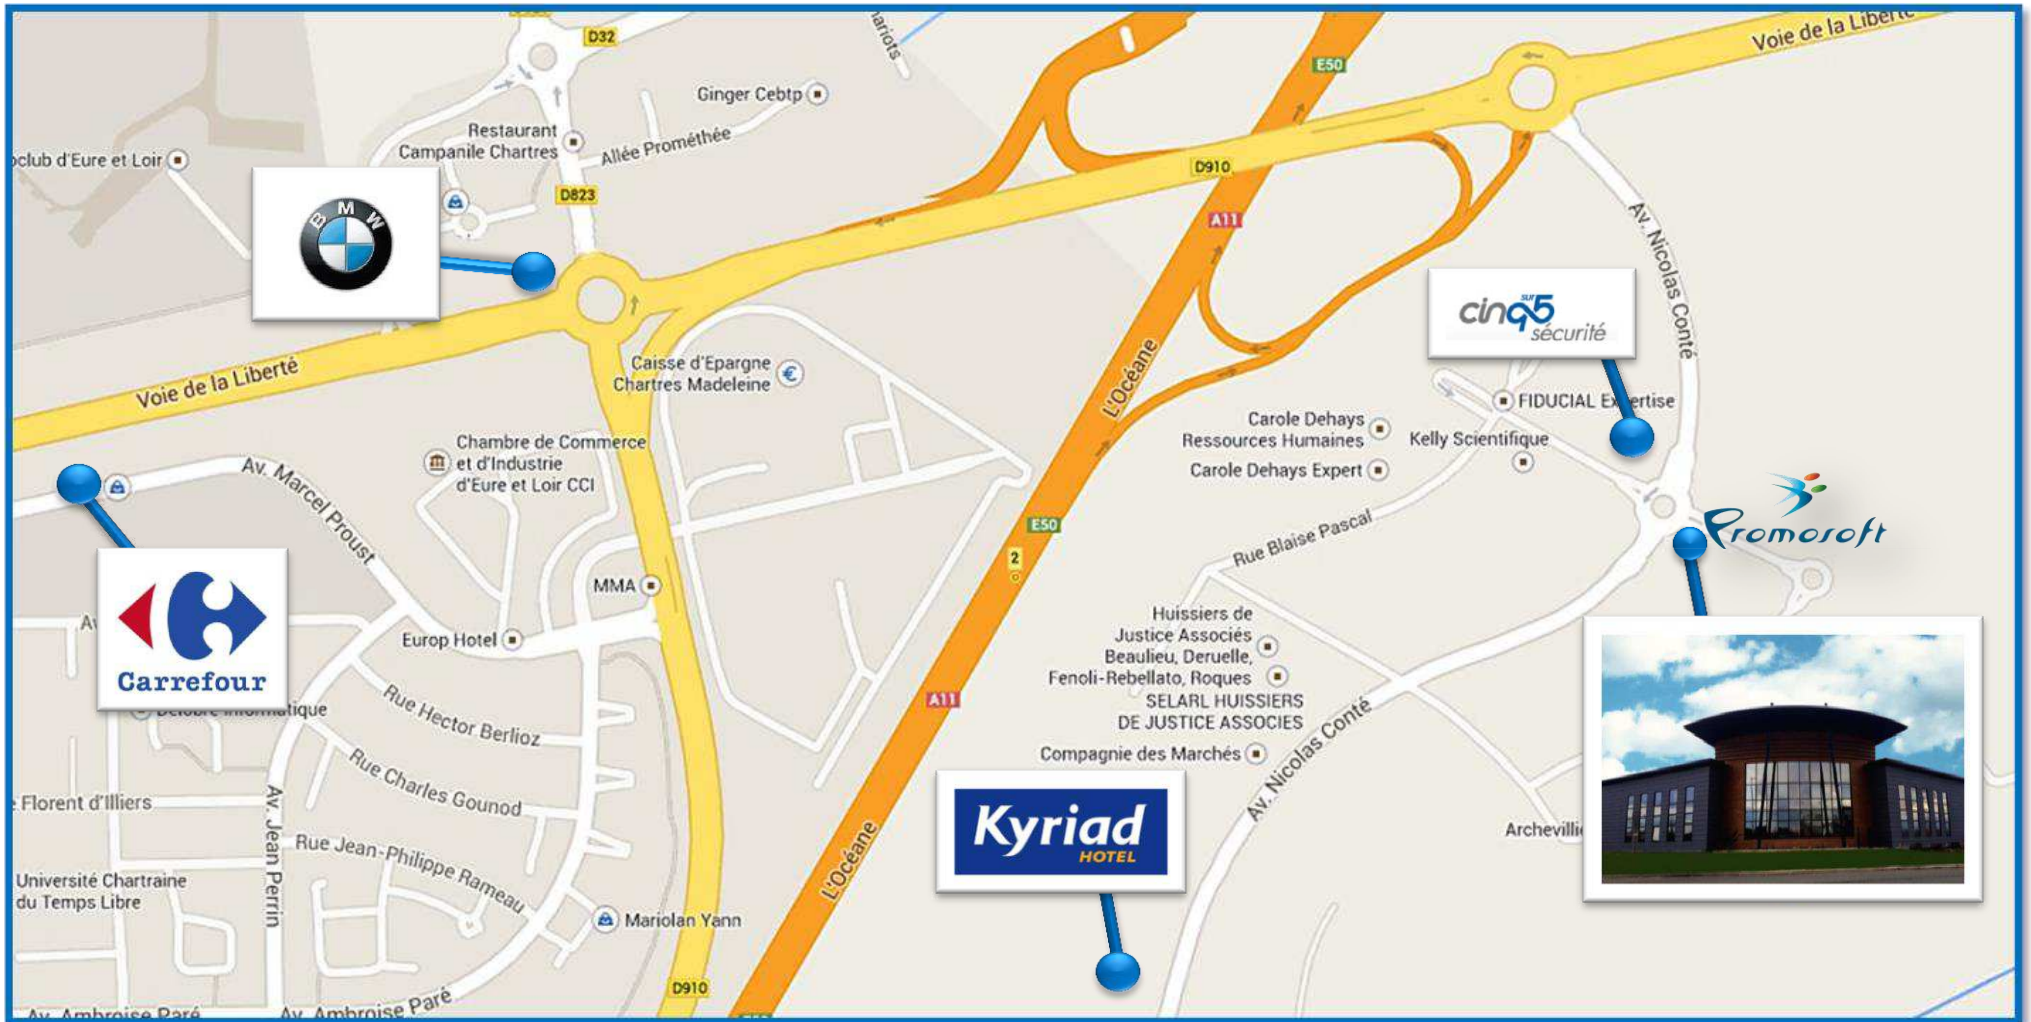 D32
ariots
E50
Voie de la Liberté
Ginger Cebtp
Restaurant
Campanile Chartres
Allée Prométhée
club d'Eure et Loir
D910
D823
BMW
A11
Av. Nicolas Conté
cinq sur 5
sécurité
Voie de la Liberté
Caisse d'Epargne
Chartres Madeleine
L'Océane
FIDUCIAL Expertise
Carole Dehays
Ressources Humaines
Kelly Scientifique
Carole Dehays Expert
Chambre de Commerce
et d'Industrie
d'Eure et Loir CCI
Av. Marcel Proust
E50
2
Rue Blaise Pascal
Promosoft
MMA
Europ Hotel
Av
Carrefour
Huissiers de
Justice Associés
Beaulieu, Deruelle,
Fenoli-Rebellato, Roques
SELARL HUISSIERS
DE JUSTICE ASSOCIES
A11
Compagnie des Marchés
Av. Nicolas Conté
Delobre Informatique
Rue Hector Berlioz
Rue Charles Gounod
Florent d'Illiers
Av. Jean Perrin
Rue Jean-Philippe Rameau
L'Océane
Kyriad
HOTEL
Archevilli
Université Chartraine
du Temps Libre
Mariolan Yann
D910
Av. Ambroise Paré
Av. Ambroise Paré